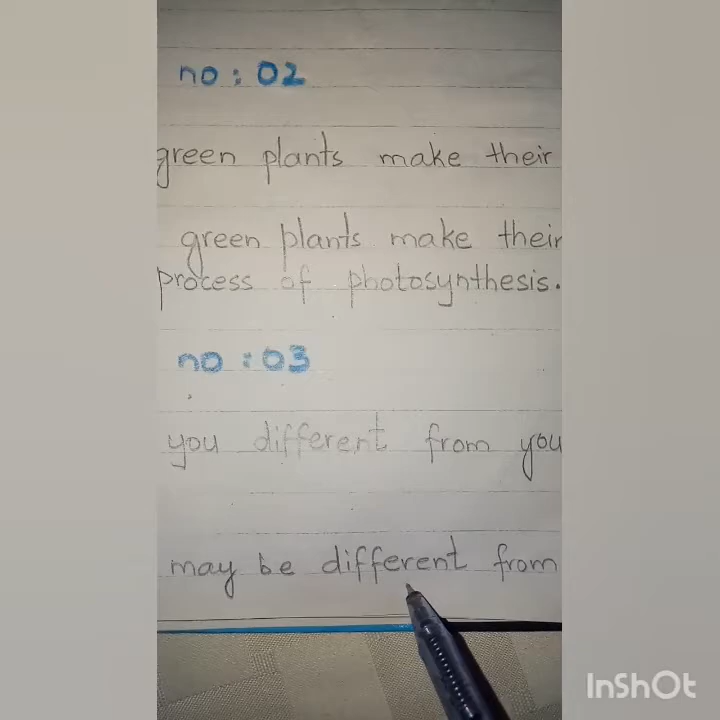 no : 02
green plants make their
green plants make their
process of photosynthesis.
no : 03
you different from you
may be different from
InShOt